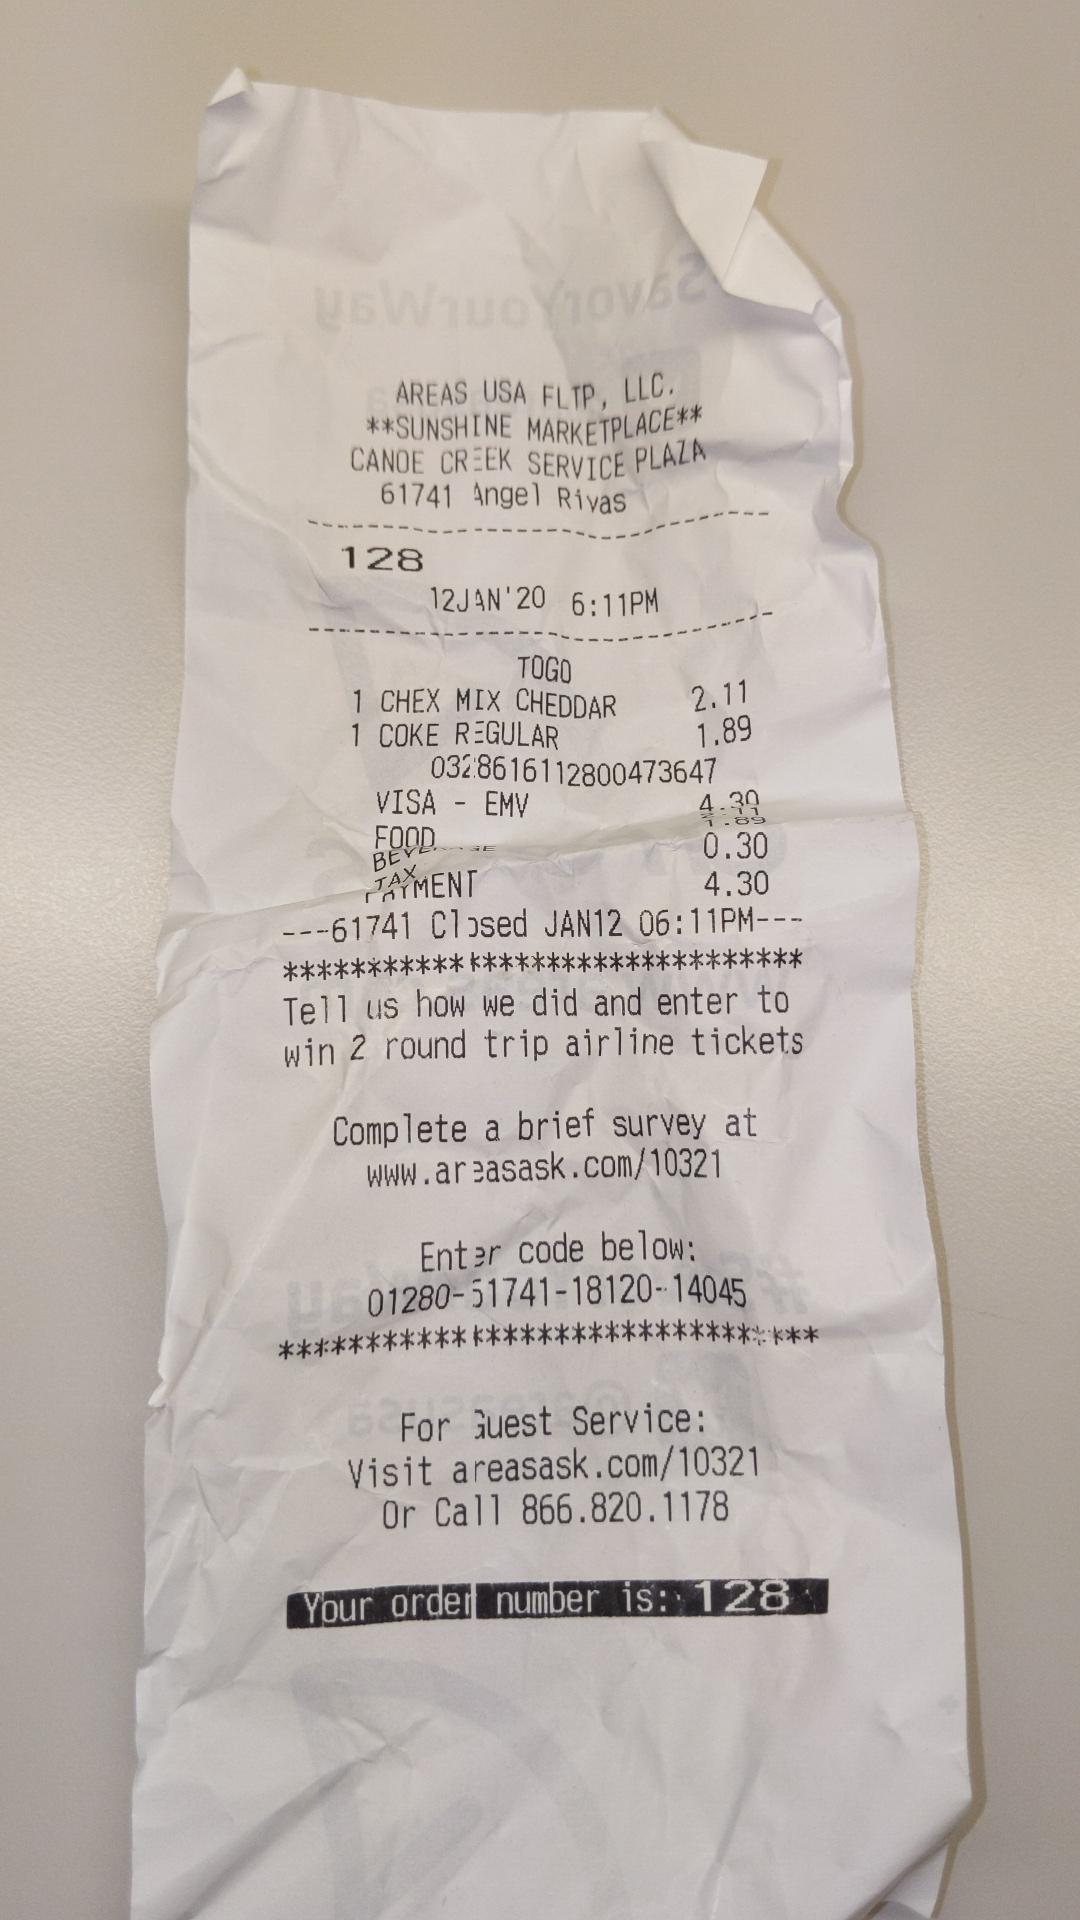 AREAS USA FLTP, LLC.
**SUNSHINE MARKETPLACE**
CANOE CREEK SERVICE PLAZA
61741 Angel Rivas
128
12JAN'20 6:11PM
TOGO
1 CHEX MIX CHEDDAR 2.11
1 COKE REGULAR 1.89
0328616112800473647
VISA - EMV 4.30
FOOD 2.11
BEVERAGE 1.89
TAX 0.30
PAYMENT 4.30
---61741 Closed JAN12 06:11PM---
********************************
Tell us how we did and enter to
win 2 round trip airline tickets
Complete a brief survey at
www.areasask.com/10321
Enter code below:
01280-61741-18120-14045
********************************
For Guest Service:
Visit areasask.com/10321
Or Call 866.820.1178
Your order number is: 128